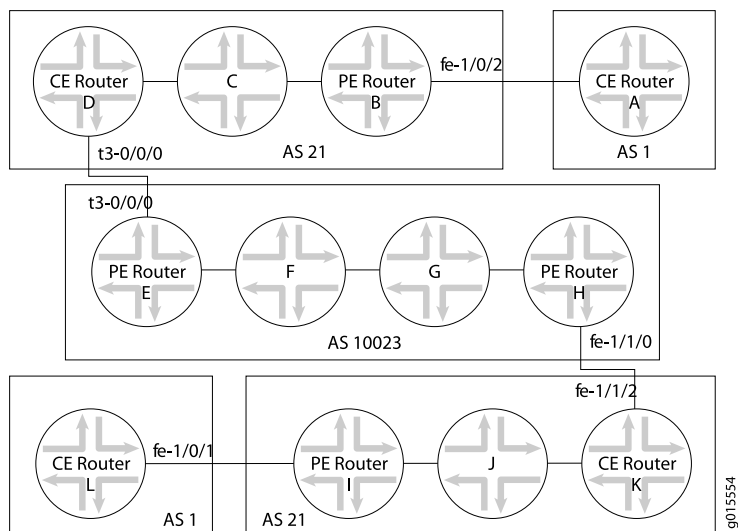 CE Router
D
C
PE Router
B
fe-1/0/2
CE Router
A
t3-0/0/0
AS 21
AS 1
t3-0/0/0
PE Router
E
F
G
PE Router
H
AS 10023
fe-1/1/0
fe-1/1/2
CE Router
L
fe-1/0/1
PE Router
I
J
CE Router
K
AS 1
AS 21
g015554